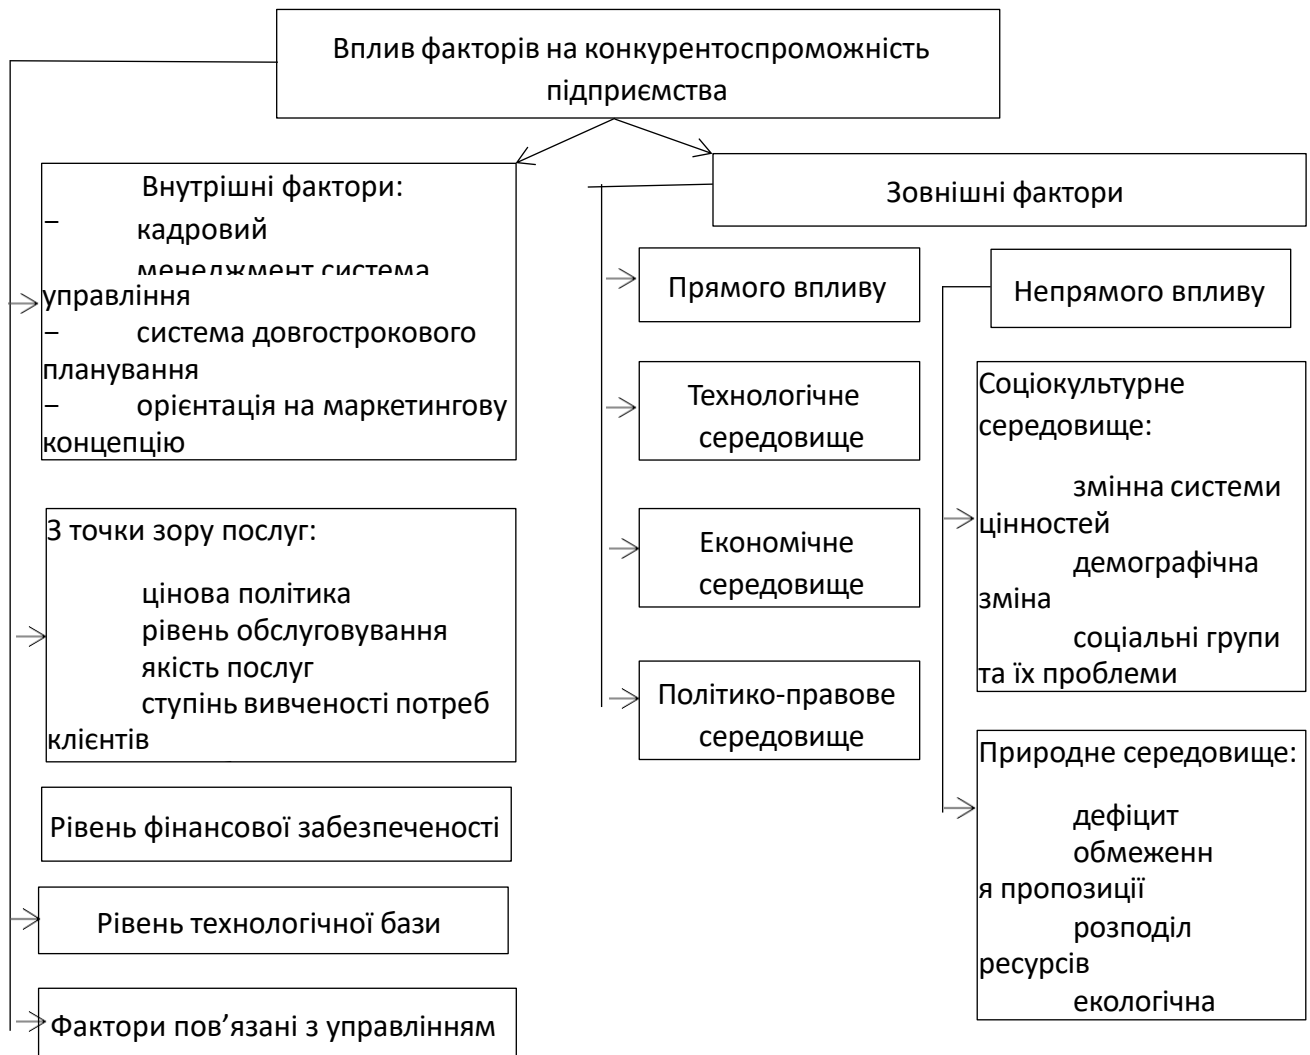 Вплив факторів на конкурентоспроможність
підприємства
Внутрішні фактори:
– кадровий
менеджмент система
управління
– система довгострокового
планування
– орієнтація на маркетингову
концепцію
З точки зору послуг:
цінова політика
рівень обслуговування
якість послуг
ступінь вивченості потреб
клієнтів
Рівень фінансової забезпеченості
Рівень технологічної бази
Фактори пов’язані з управлінням
Зовнішні фактори
Прямого впливу
Технологічне
середовище
Економічне
середовище
Політико-правове
середовище
Непрямого впливу
Соціокультурне
середовище:
змінна системи
цінностей
демографічна
зміна
соціальні групи
та їх проблеми
Природне середовище:
дефіцит
обмеженн
я пропозиції
розподіл
ресурсів
екологічна